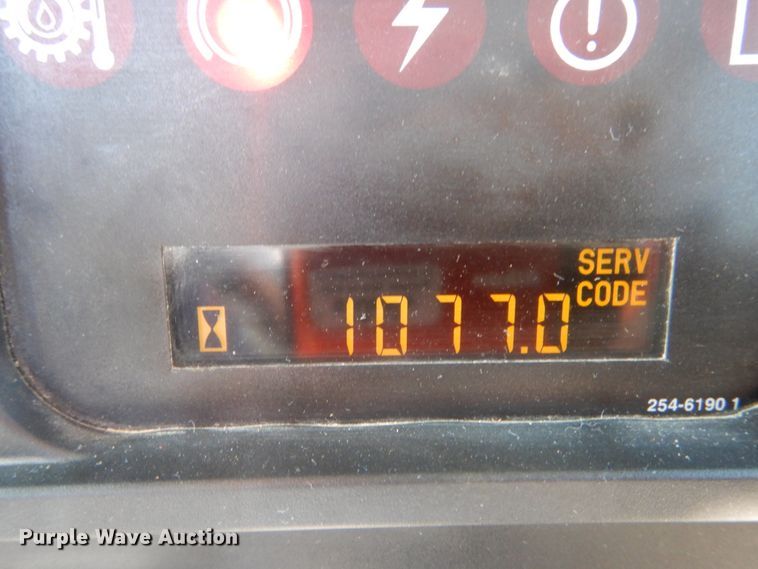 SERV
CODE
1077.0
254-6190 1
Purple Wave Auction